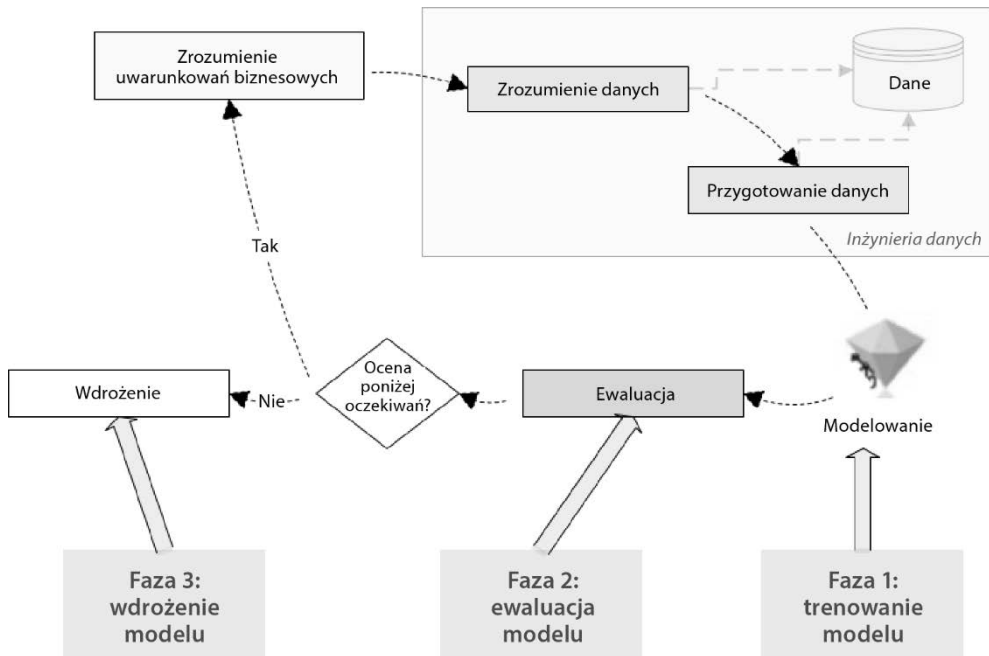 Zrozumienie
uwarunkowań biznesowych
Zrozumienie danych
Dane
Przygotowanie danych
Inżynieria danych
Tak
Wdrożenie
Nie
Ocena
poniżej
oczekiwań?
Ewaluacja
Modelowanie
Faza 3:
wdrożenie
modelu
Faza 2:
ewaluacja
modelu
Faza 1:
trenowanie
modelu